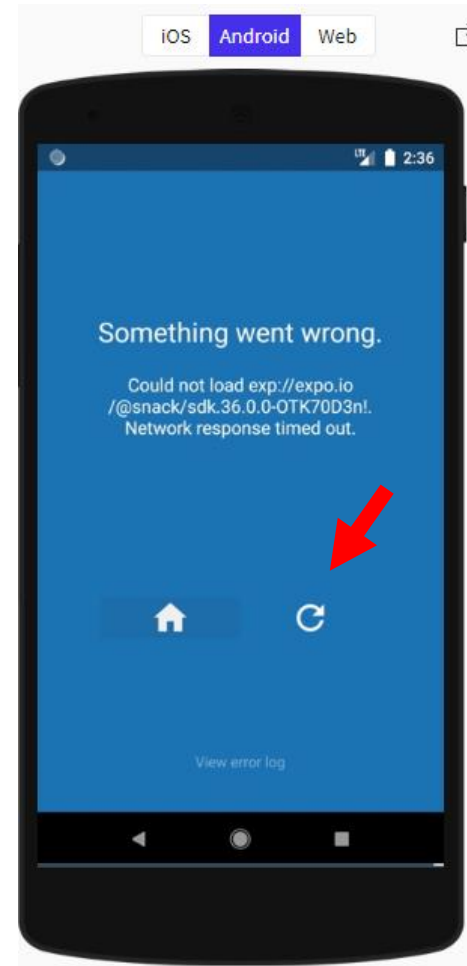 iOS Android Web
LTE 2:36
Something went wrong.
Could not load exp://expo.io
/@snack/sdk.36.0.0-OTK70D3n!.
Network response timed out.
View error log